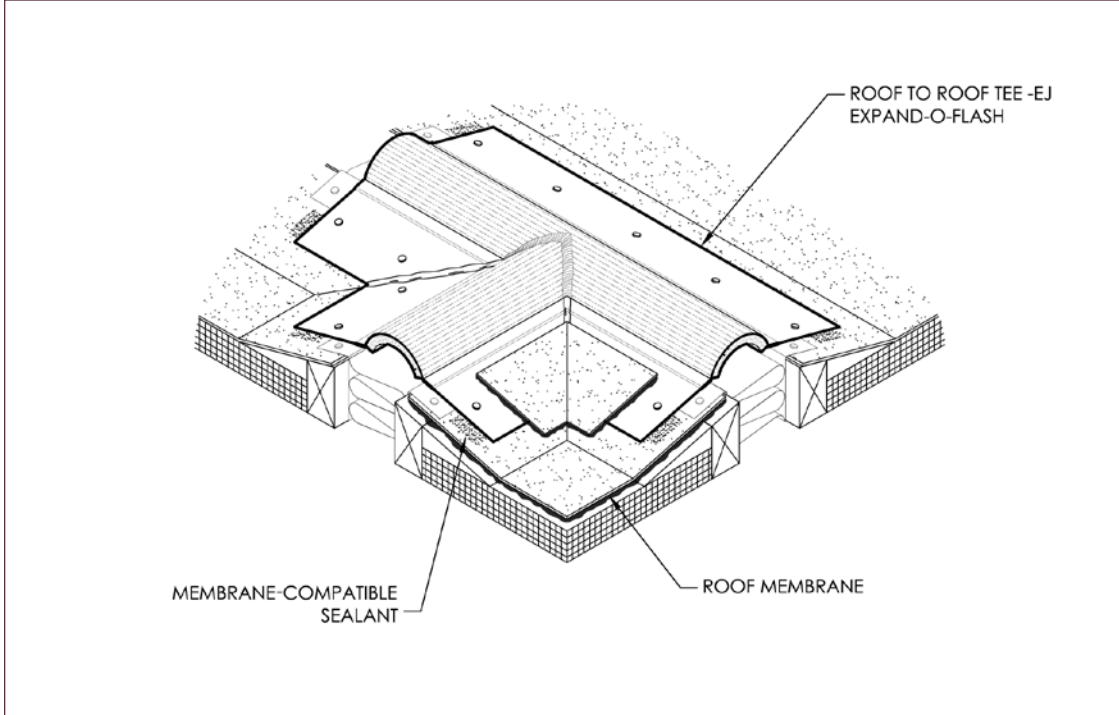 ROOF TO ROOF TEE -EJ
EXPAND-O-FLASH
MEMBRANE-COMPATIBLE
SEALANT
ROOF MEMBRANE